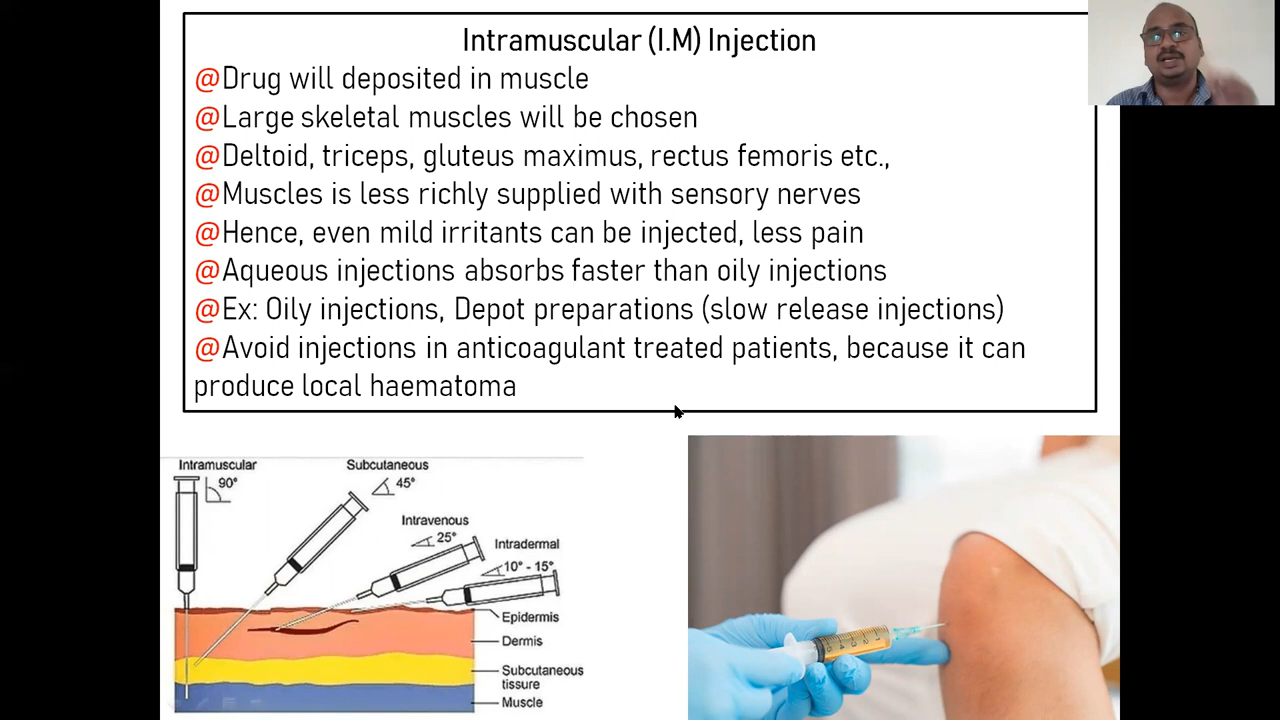 Intramuscular (I.M) Injection
@Drug will deposited in muscle
@Large skeletal muscles will be chosen
@Deltoid, triceps, gluteus maximus, rectus femoris etc.,
@Muscles is less richly supplied with sensory nerves
@Hence, even mild irritants can be injected, less pain
@Aqueous injections absorbs faster than oily injections
@Ex: Oily injections, Depot preparations (slow release injections)
@Avoid injections in anticoagulant treated patients, because it can
produce local haematoma
Intramuscular
90°
Subcutaneous
45°
Intravenous
25°
Intradermal
10° - 15°
Epidermis
Dermis
Subcutaneous
tissure
Muscle